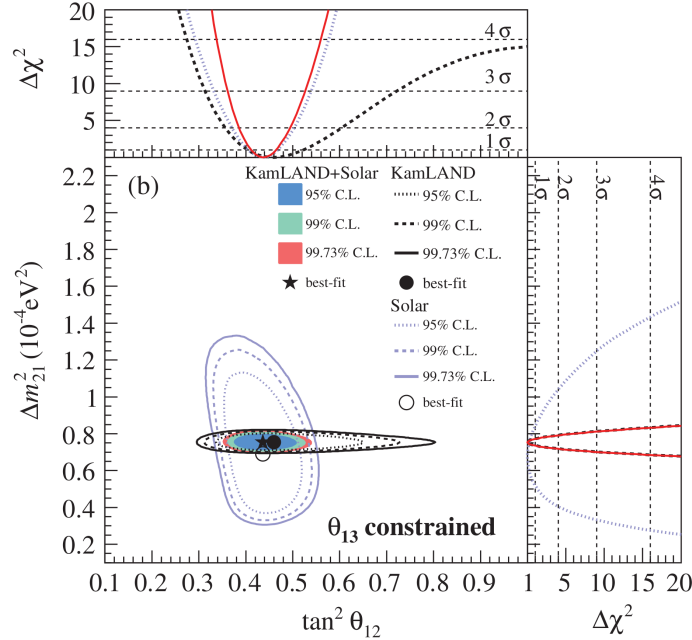 Δχ²
20
15
10
5
4σ
3σ
2σ
1σ
(b)
KamLAND+Solar
95% C.L.
99% C.L.
99.73% C.L.
best-fit
KamLAND
95% C.L.
99% C.L.
99.73% C.L.
best-fit
Solar
95% C.L.
99% C.L.
99.73% C.L.
best-fit
1σ
2σ
3σ
4σ
Δm²₂₁ (10⁻⁴eV²)
2.2
2
1.8
1.6
1.4
1.2
1
0.8
0.6
0.4
0.2
θ₁₃ constrained
0.1 0.2 0.3 0.4 0.5 0.6 0.7 0.8 0.9 1
4 10 15 20
tan² θ₁₂
Δχ²